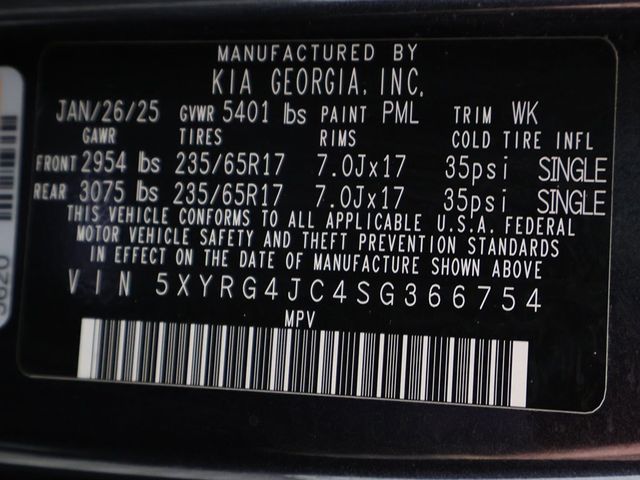 MANUFACTURED BY
KIA GEORGIA, INC.
JAN/26/25 GVWR 5401 lbs PAINT PML TRIM WK
GAWR TIRES RIMS COLD TIRE INFL
FRONT 2954 lbs 235/65R17 7.0Jx17 35psi SINGLE
REAR 3075 lbs 235/65R17 7.0Jx17 35psi SINGLE
THIS VEHICLE CONFORMS TO ALL APPLICABLE U.S.A. FEDERAL
MOTOR VEHICLE SAFETY AND THEFT PREVENTION STANDARDS
IN EFFECT ON THE DATE OF MANUFACTURE SHOWN ABOVE
VIN 5XYRG4JC4SG366754
MPV